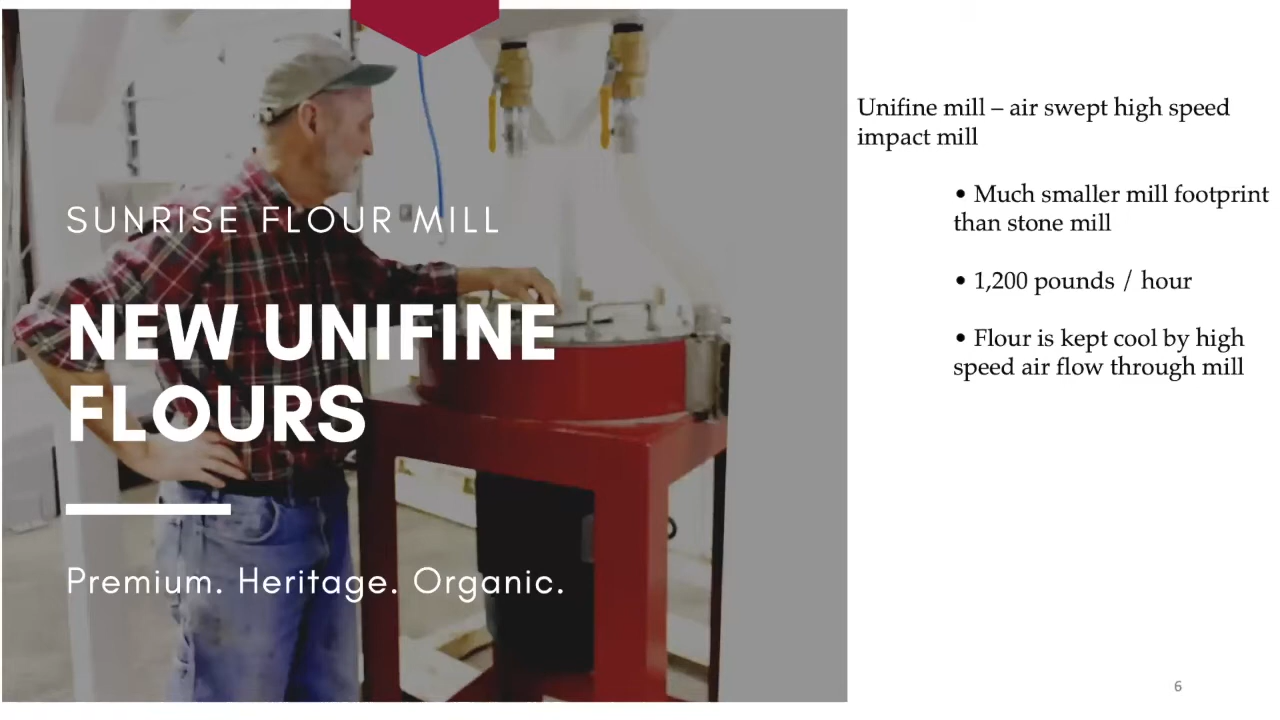 SUNRISE FLOUR MILL
NEW UNIFINE
FLOURS
Premium. Heritage. Organic.
Unifine mill – air swept high speed
impact mill
• Much smaller mill footprint
than stone mill
• 1,200 pounds / hour
• Flour is kept cool by high
speed air flow through mill
6